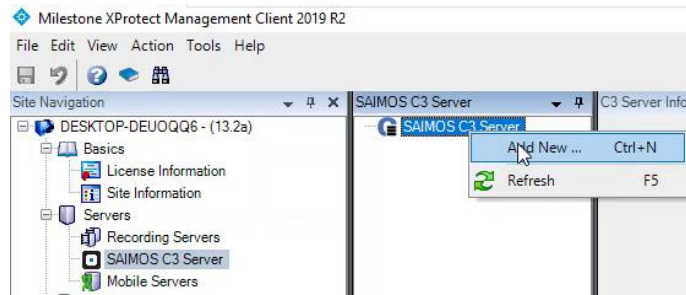 Milestone XProtect Management Client 2019 R2
File Edit View Action Tools Help
Site Navigation
SAIMOS C3 Server
C3 Server Info
DESKTOP-DEUOQQ6 - (13.2a)
SAIMOS C3 Server
Basics
Add New ... Ctrl+N
License Information
Refresh F5
Site Information
Servers
Recording Servers
SAIMOS C3 Server
Mobile Servers